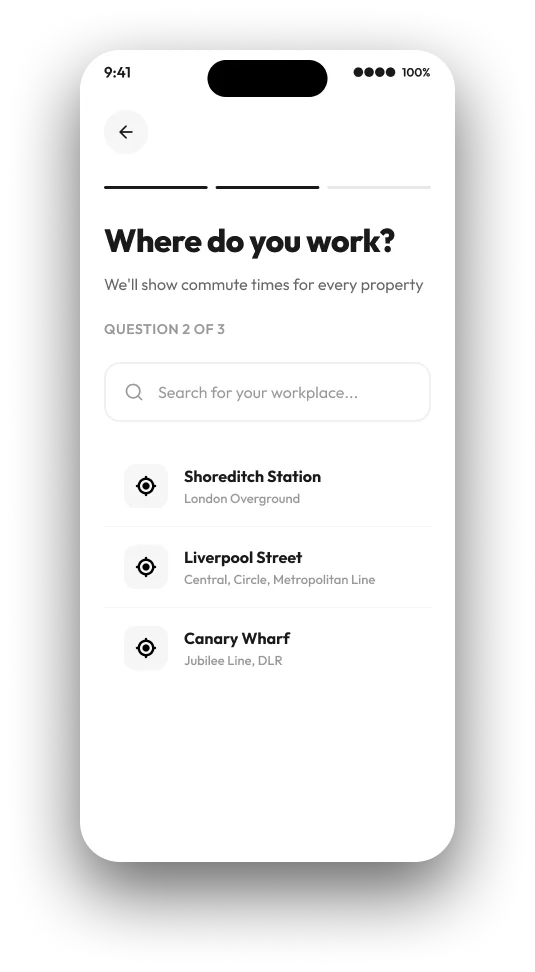 9:41
100%
Where do you work?
We'll show commute times for every property
QUESTION 2 OF 3
Search for your workplace...
Shoreditch Station
London Overground
Liverpool Street
Central, Circle, Metropolitan Line
Canary Wharf
Jubilee Line, DLR